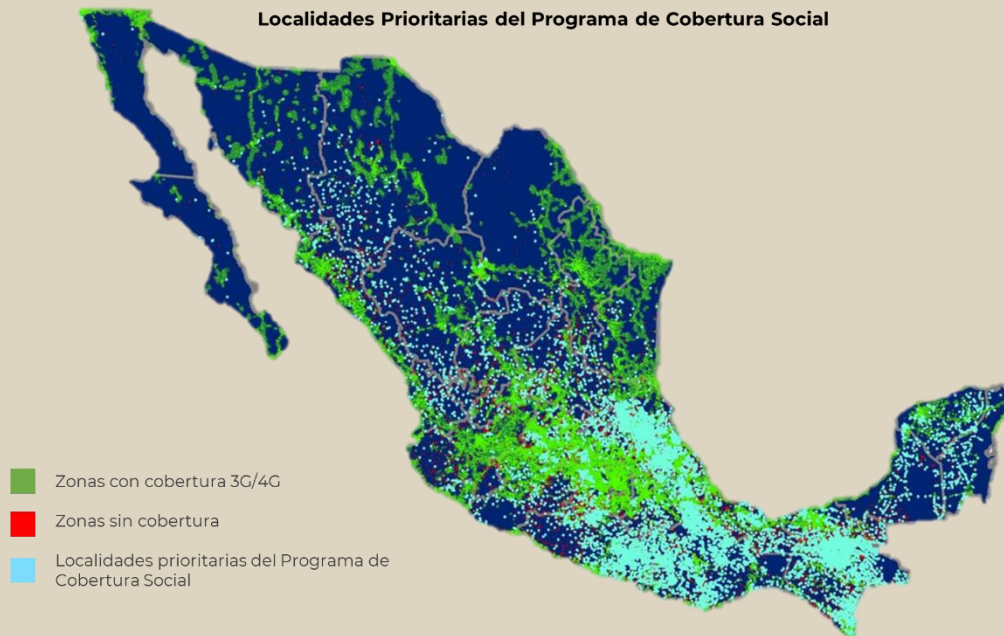 Localidades Prioritarias del Programa de Cobertura Social
Zonas con cobertura 3G/4G
Zonas sin cobertura
Localidades prioritarias del Programa de
Cobertura Social